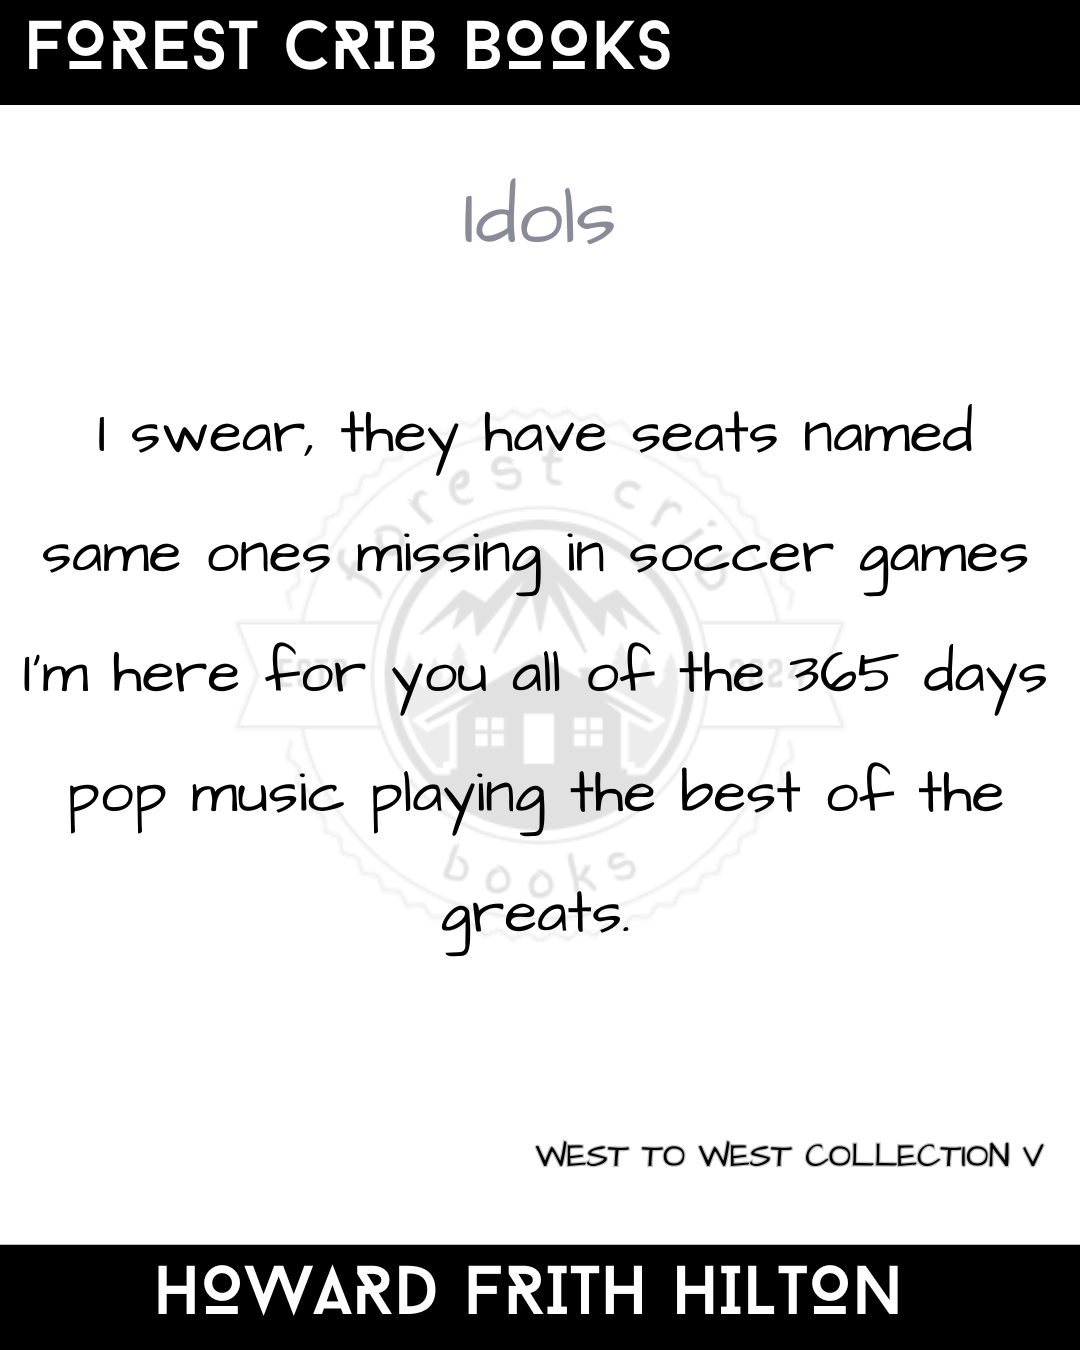 FOREST CRIB BOOKS
Idols
I swear, they have seats named
same ones missing in soccer games
I'm here for you all of the 365 days
pop music playing the best of the
greats.
forest crib
books
WEST TO WEST COLLECTION V
HOWARD FRITH HILTON